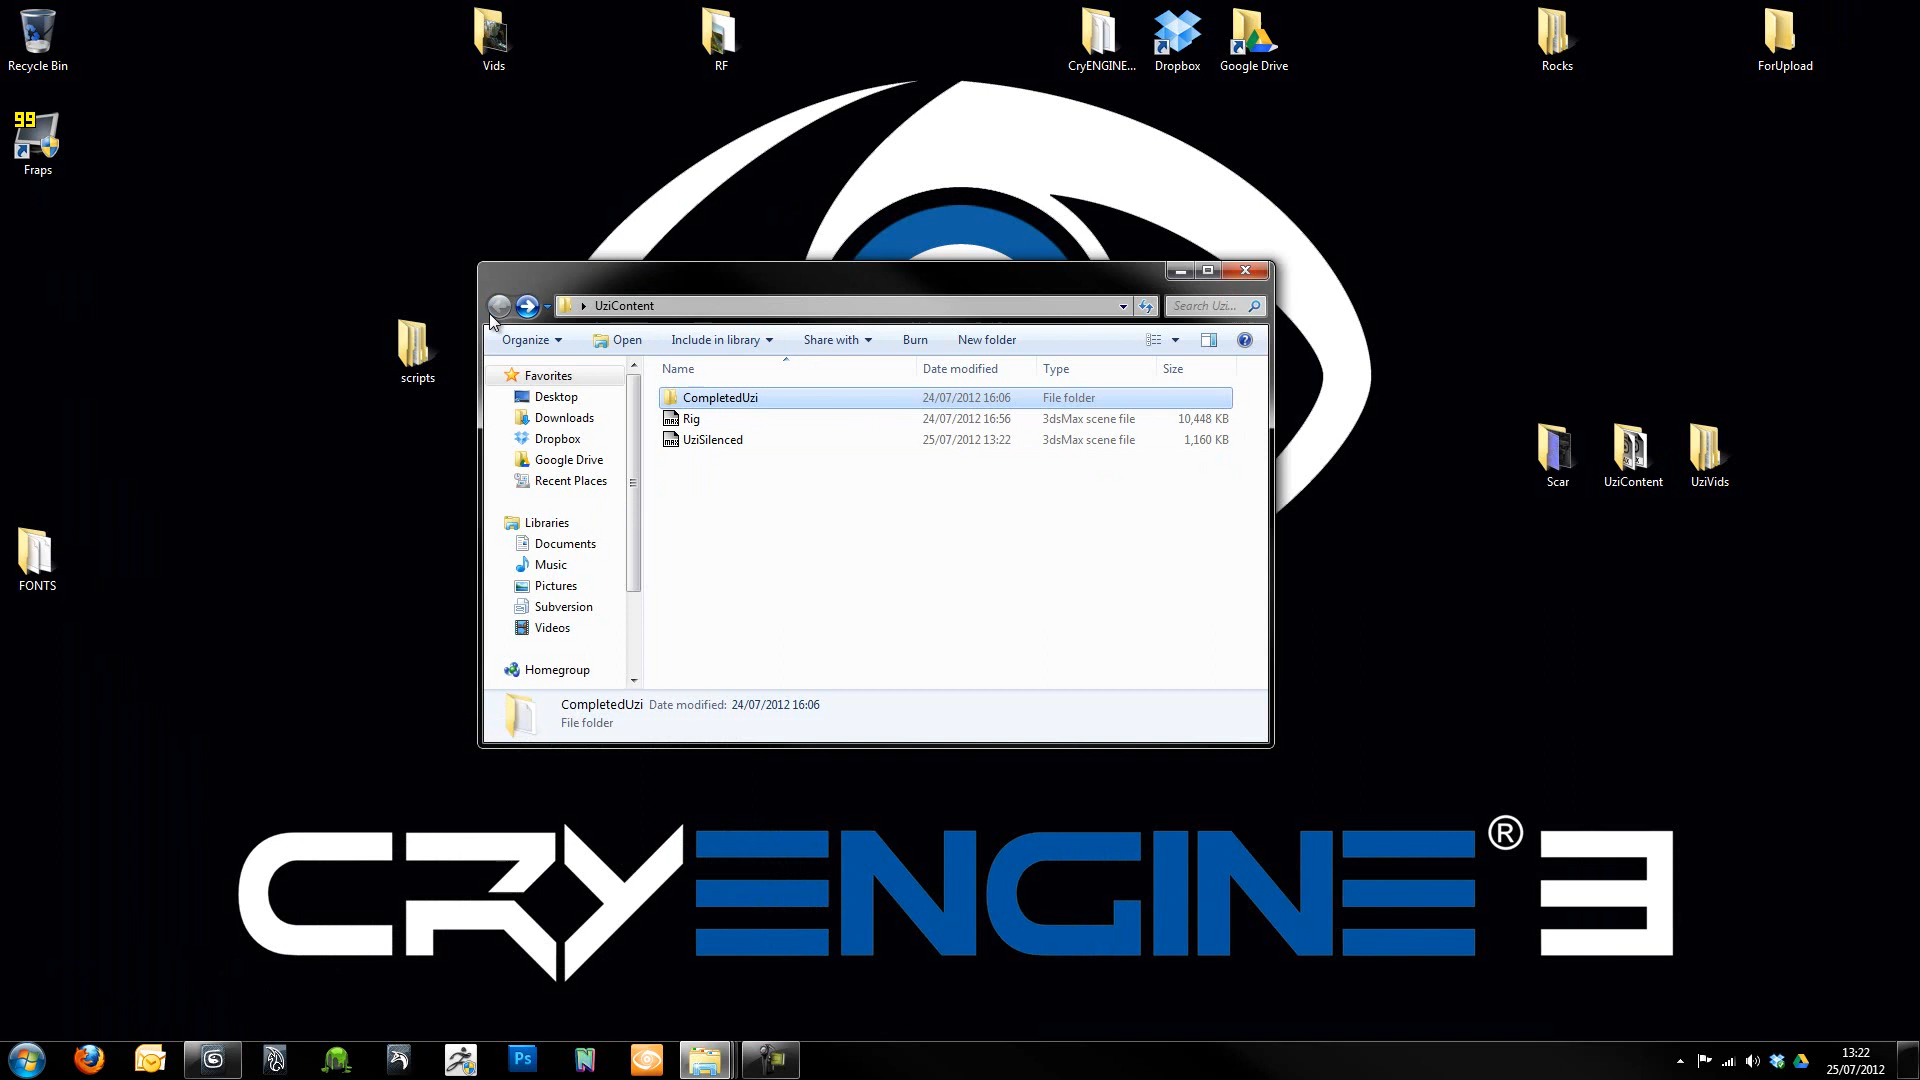 Recycle Bin
Vids
RF
CryENGINE...
Dropbox
Google Drive
Rocks
ForUpload
99
Fraps
UziContent
Search Uzi...
Organize
Open
Include in library
Share with
Burn
New folder
scripts
Favorites
Desktop
Downloads
Dropbox
Google Drive
Recent Places
Libraries
Documents
Music
Pictures
Subversion
Videos
Homegroup
Name
Date modified
Type
Size
CompletedUzi 24/07/2012 16:06 File folder
Rig 24/07/2012 16:56 3dsMax scene file 10,448 KB
UziSilenced 25/07/2012 13:22 3dsMax scene file 1,160 KB
CompletedUzi Date modified: 24/07/2012 16:06
File folder
Scar
UziContent
UziVids
FONTS
CRYENGINE® 3
Ps
13:22
25/07/2012